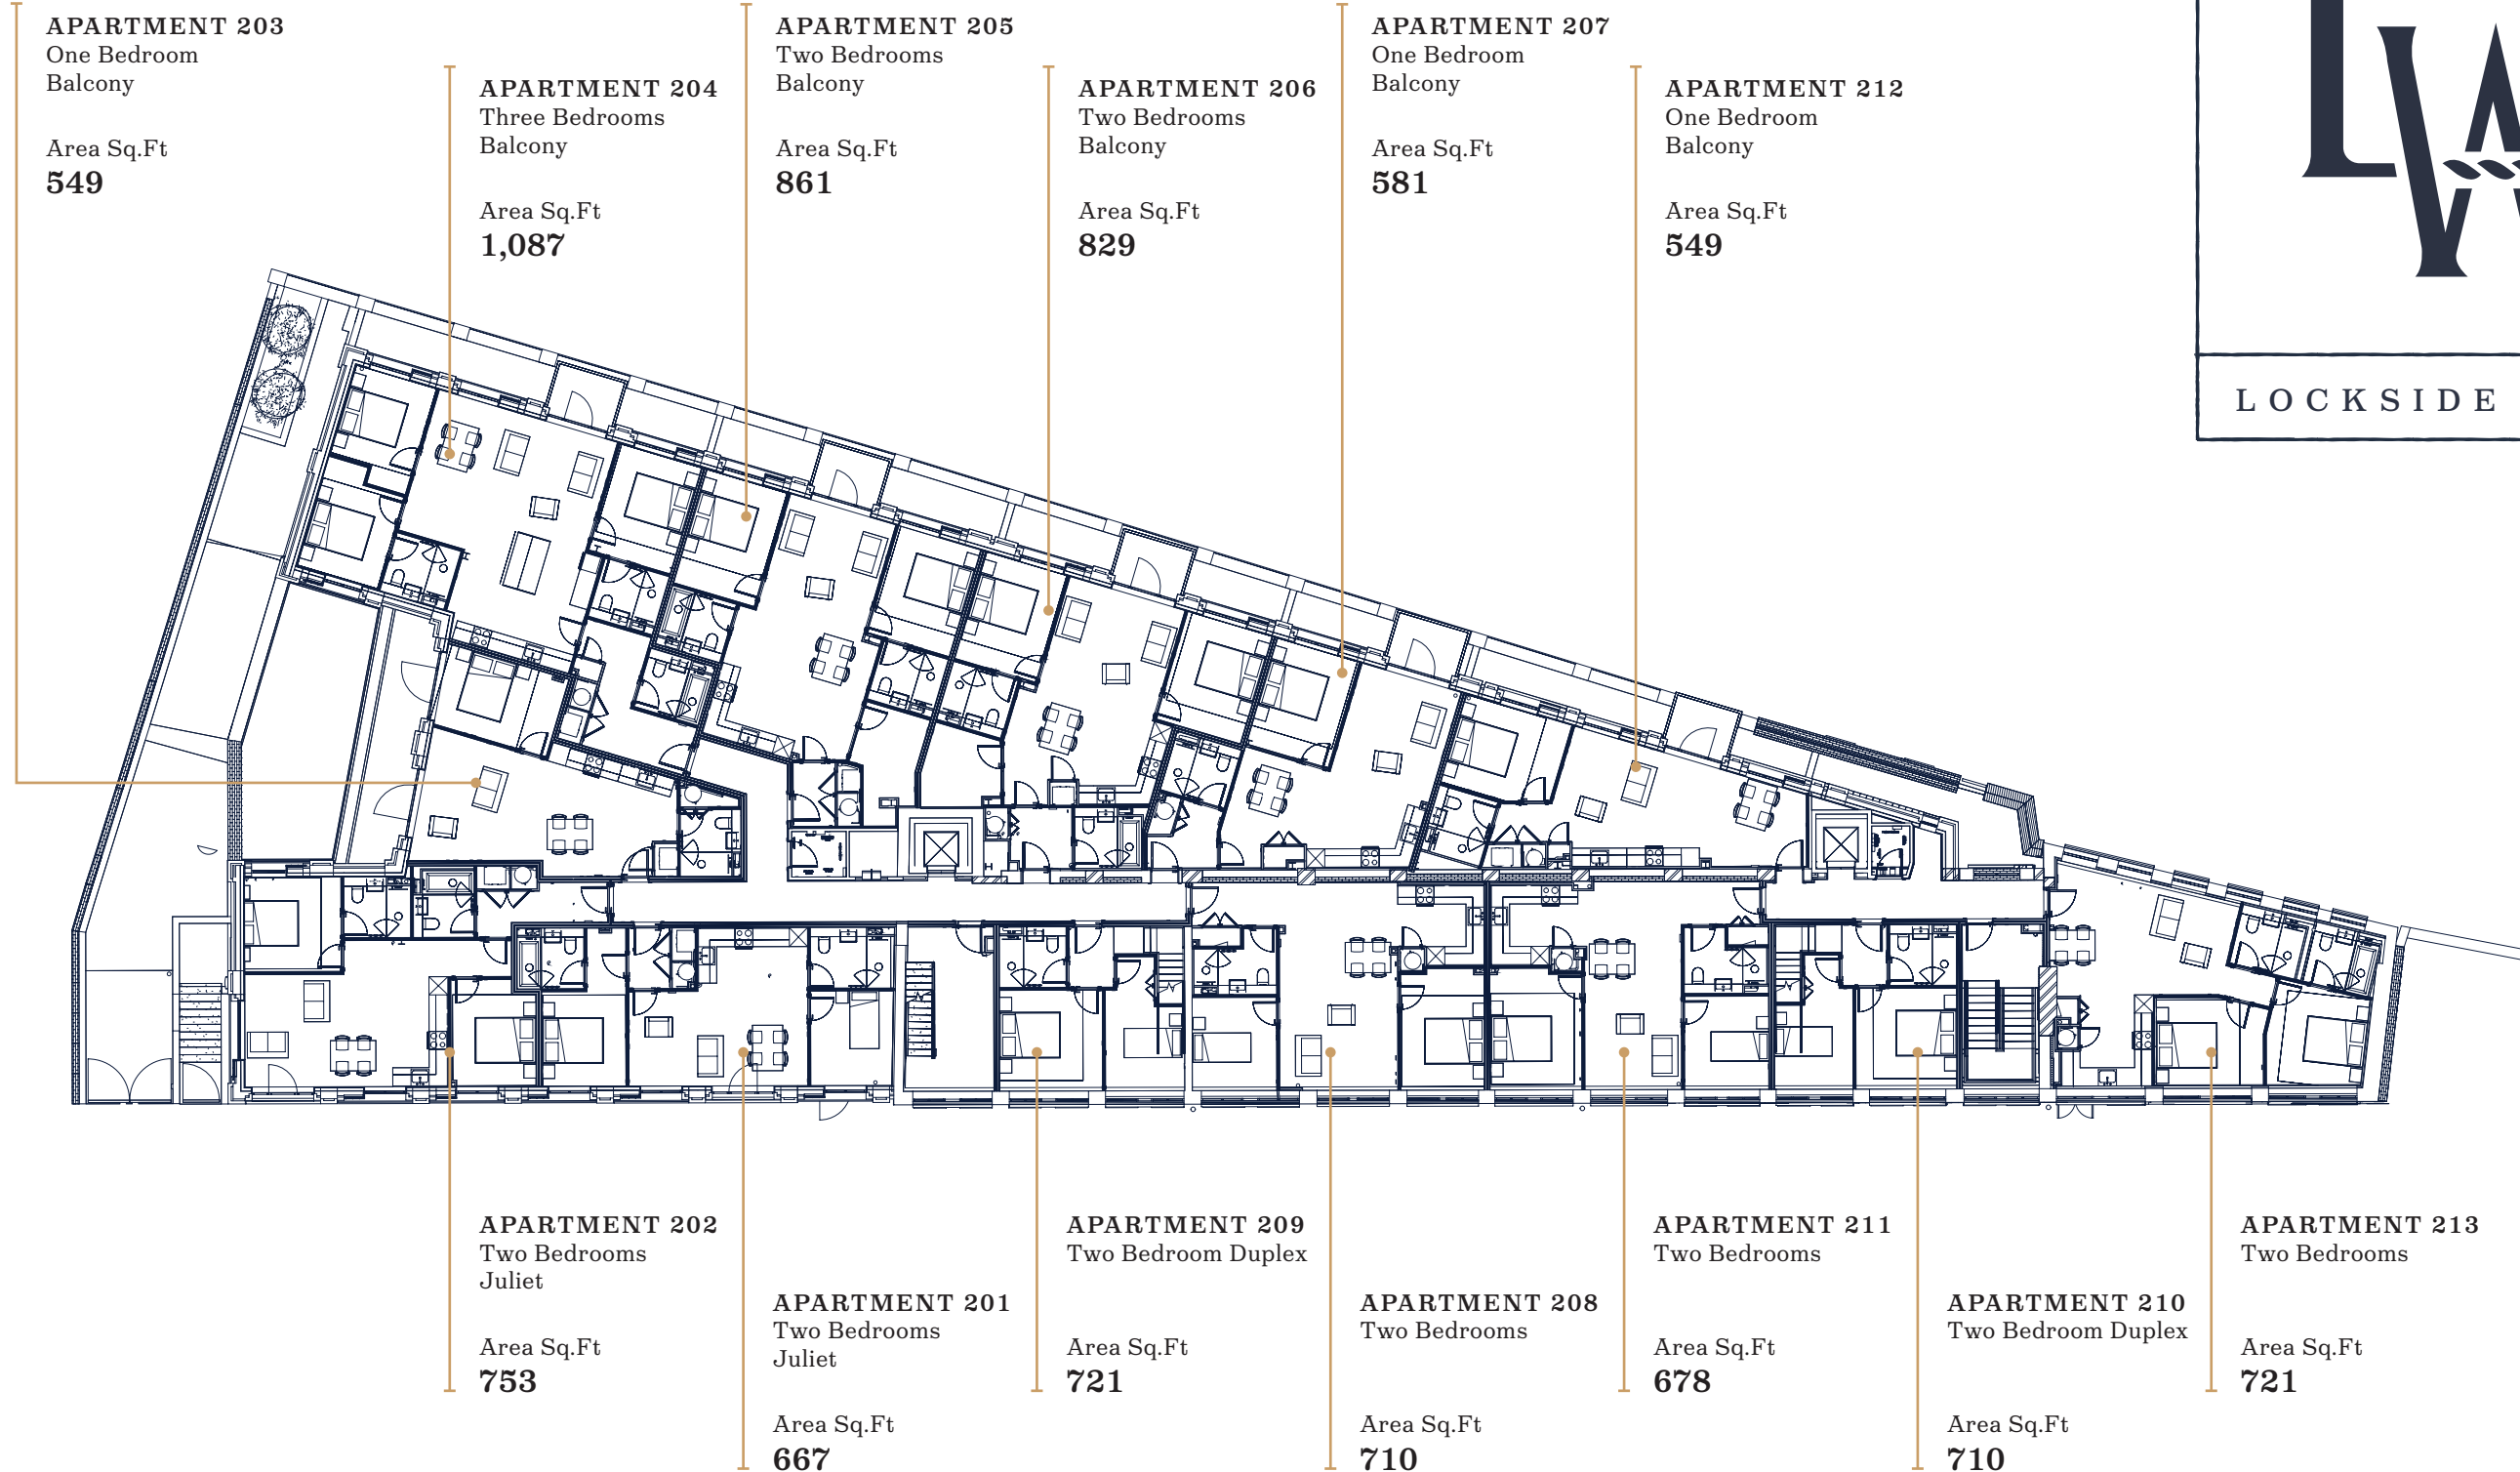 APARTMENT 203
One Bedroom
Balcony
Area Sq.Ft
549
APARTMENT 204
Three Bedrooms
Balcony
Area Sq.Ft
1,087
APARTMENT 205
Two Bedrooms
Balcony
Area Sq.Ft
861
APARTMENT 206
Two Bedrooms
Balcony
Area Sq.Ft
829
APARTMENT 207
One Bedroom
Balcony
Area Sq.Ft
581
APARTMENT 212
One Bedroom
Balcony
Area Sq.Ft
549
LW
LOCKSIDE
APARTMENT 202
Two Bedrooms
Juliet
Area Sq.Ft
753
APARTMENT 201
Two Bedrooms
Juliet
Area Sq.Ft
667
APARTMENT 209
Two Bedroom Duplex
Area Sq.Ft
721
APARTMENT 208
Two Bedrooms
Area Sq.Ft
710
APARTMENT 211
Two Bedrooms
Area Sq.Ft
678
APARTMENT 210
Two Bedroom Duplex
Area Sq.Ft
710
APARTMENT 213
Two Bedrooms
Area Sq.Ft
721